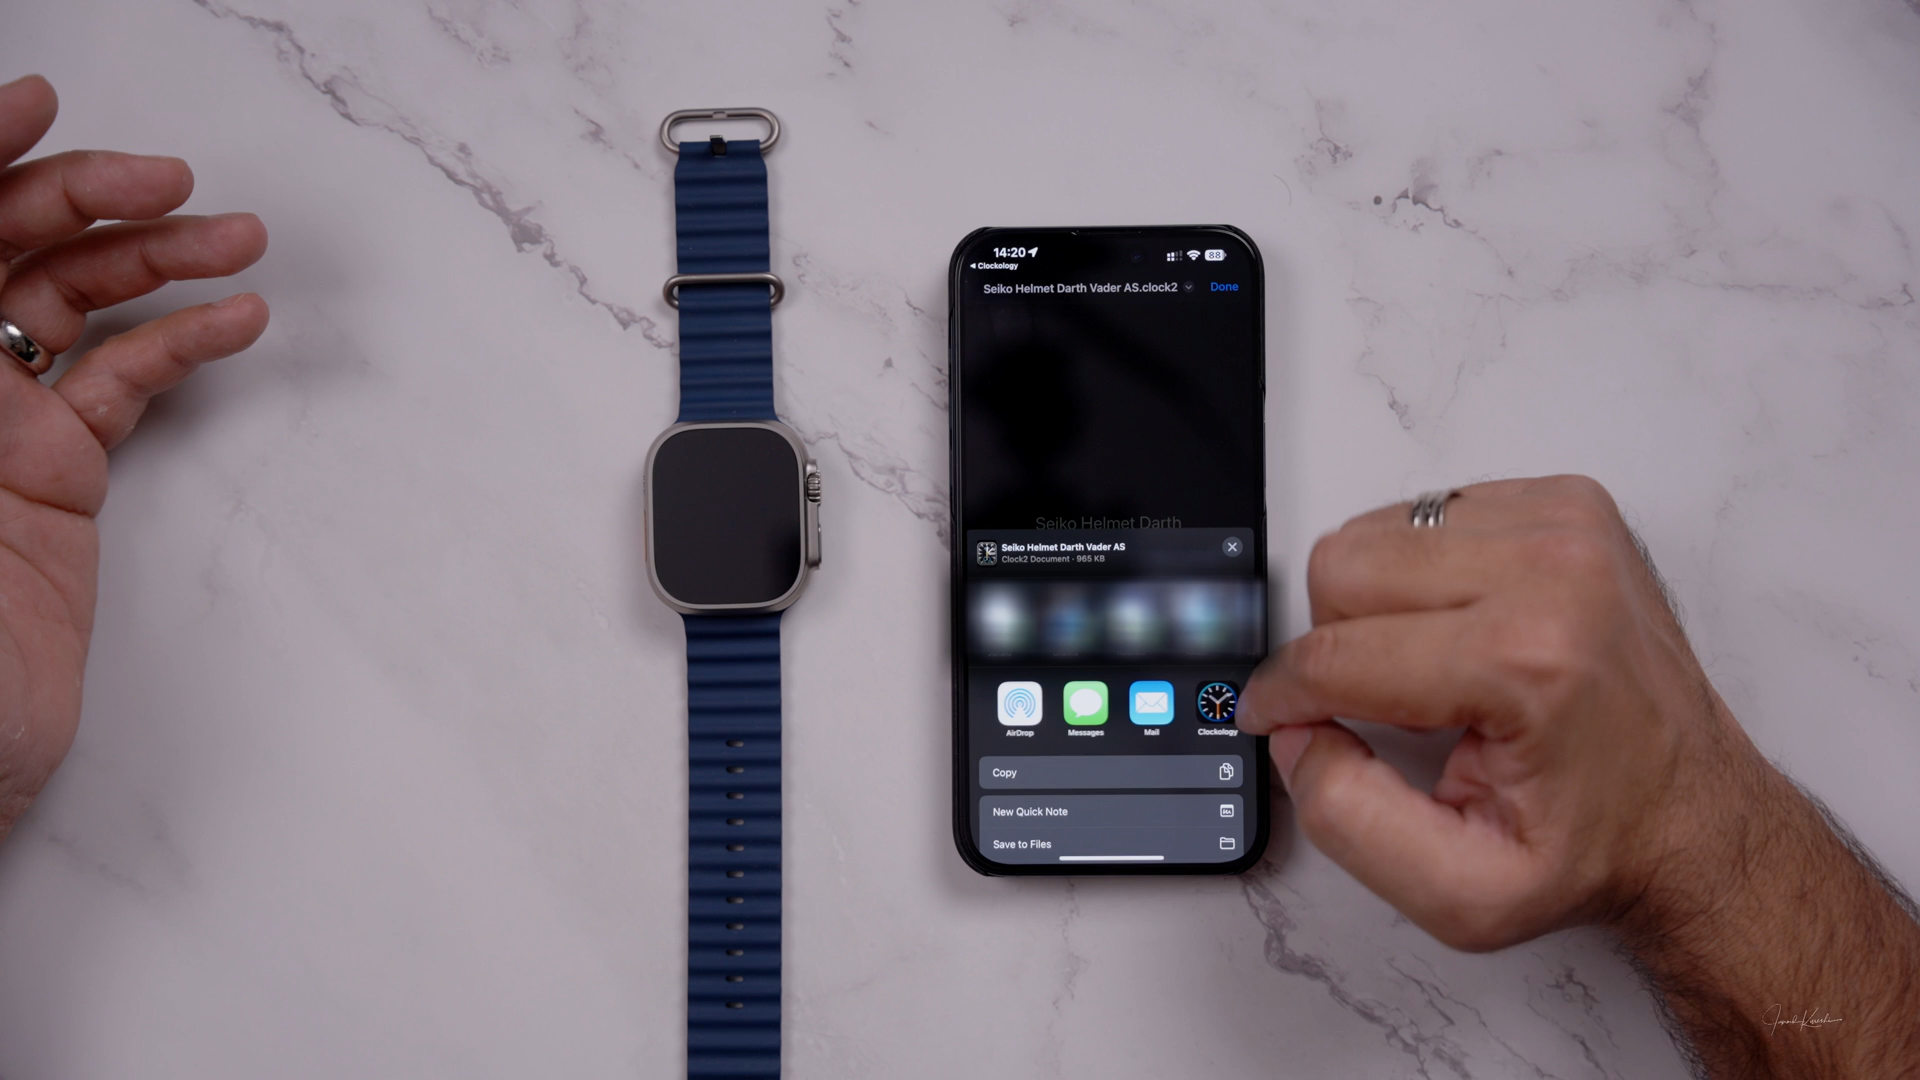 14:20
88
Clockology
Seiko Helmet Darth Vader AS.clock2
Done
Seiko Helmet Darth
Seiko Helmet Darth Vader AS
Clock2 Document · 965 KB
AirDrop
Messages
Mail
Clockology
Copy
New Quick Note
Save to Files